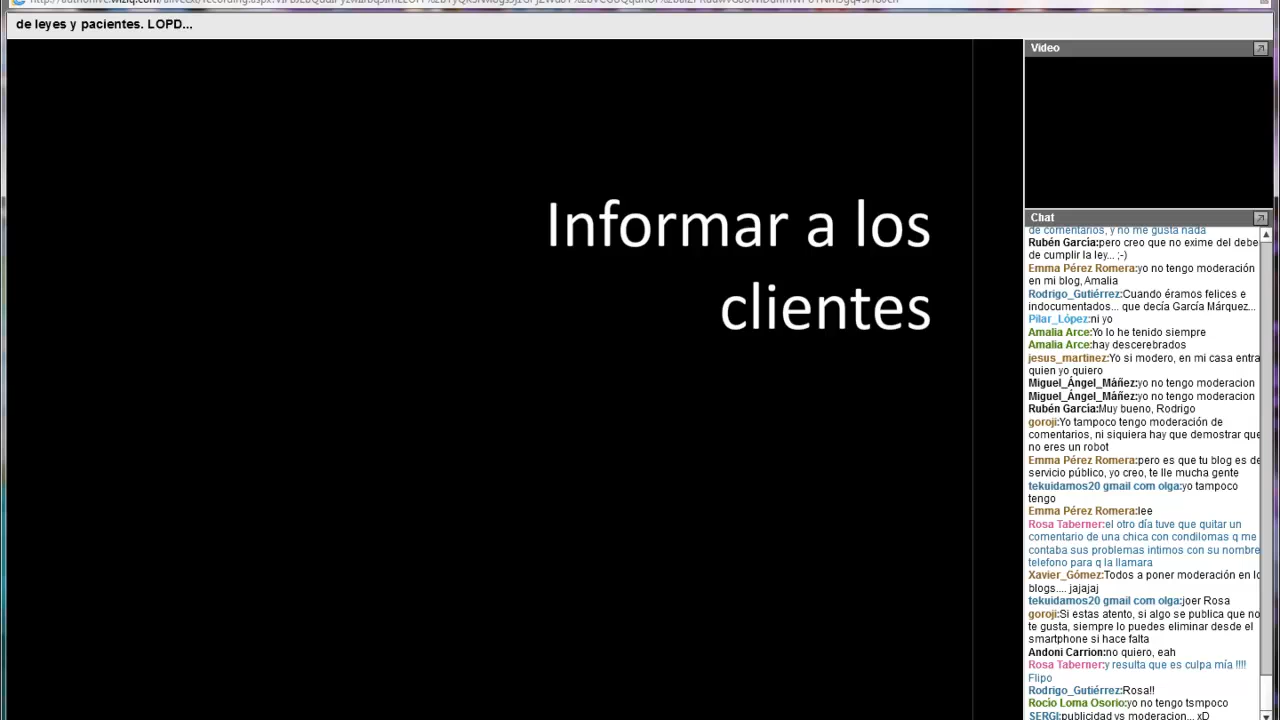 de leyes y pacientes. LOPD...
Informar a los
clientes
Video
Chat
de comentarios, y no me gusta nada
Rubén García:pero creo que no exime del debe
de cumplir la ley... ;-)
Emma Pérez Romera:yo no tengo moderación
en mi blog, Amalia
Rodrigo_Gutiérrez:Cuando éramos felices e
indocumentados... que decía García Márquez...
Pilar_López:ni yo
Amalia Arce:Yo lo he tenido siempre
Amalia Arce:hay descerebrados
jesus_martinez:Yo si modero, en mi casa entra
quien yo quiero
Miguel_Ángel_Máñez:yo no tengo moderacion
Miguel_Ángel_Máñez:yo no tengo moderacion
Rubén García:Muy bueno, Rodrigo
goroji:Yo tampoco tengo moderación de
comentarios, ni siquiera hay que demostrar que
no eres un robot
Emma Pérez Romera:pero es que tu blog es de
servicio público, yo creo, te lle mucha gente
tekuidamos20 gmail com olga:yo tampoco
tengo
Emma Pérez Romera:lee
Rosa Taberner:el otro día tuve que quitar un
comentario de una chica con condilomas q me
contaba sus problemas intimos con su nombre
telefono para q la llamara
Xavier_Gómez:Todos a poner moderación en lo
blogs.... jajajaj
tekuidamos20 gmail com olga:joer Rosa
goroji:Si estas atento, si algo se publica que no
te gusta, siempre lo puedes eliminar desde el
smartphone si hace falta
Andoni Carrion:no quiero, eah
Rosa Taberner:y resulta que es culpa mía !!!!
Flipo
Rodrigo_Gutiérrez:Rosa!!
Rocío Loma Osorio:yo no tengo tsmpoco
SERGI:publicidad vs moderacion... xD